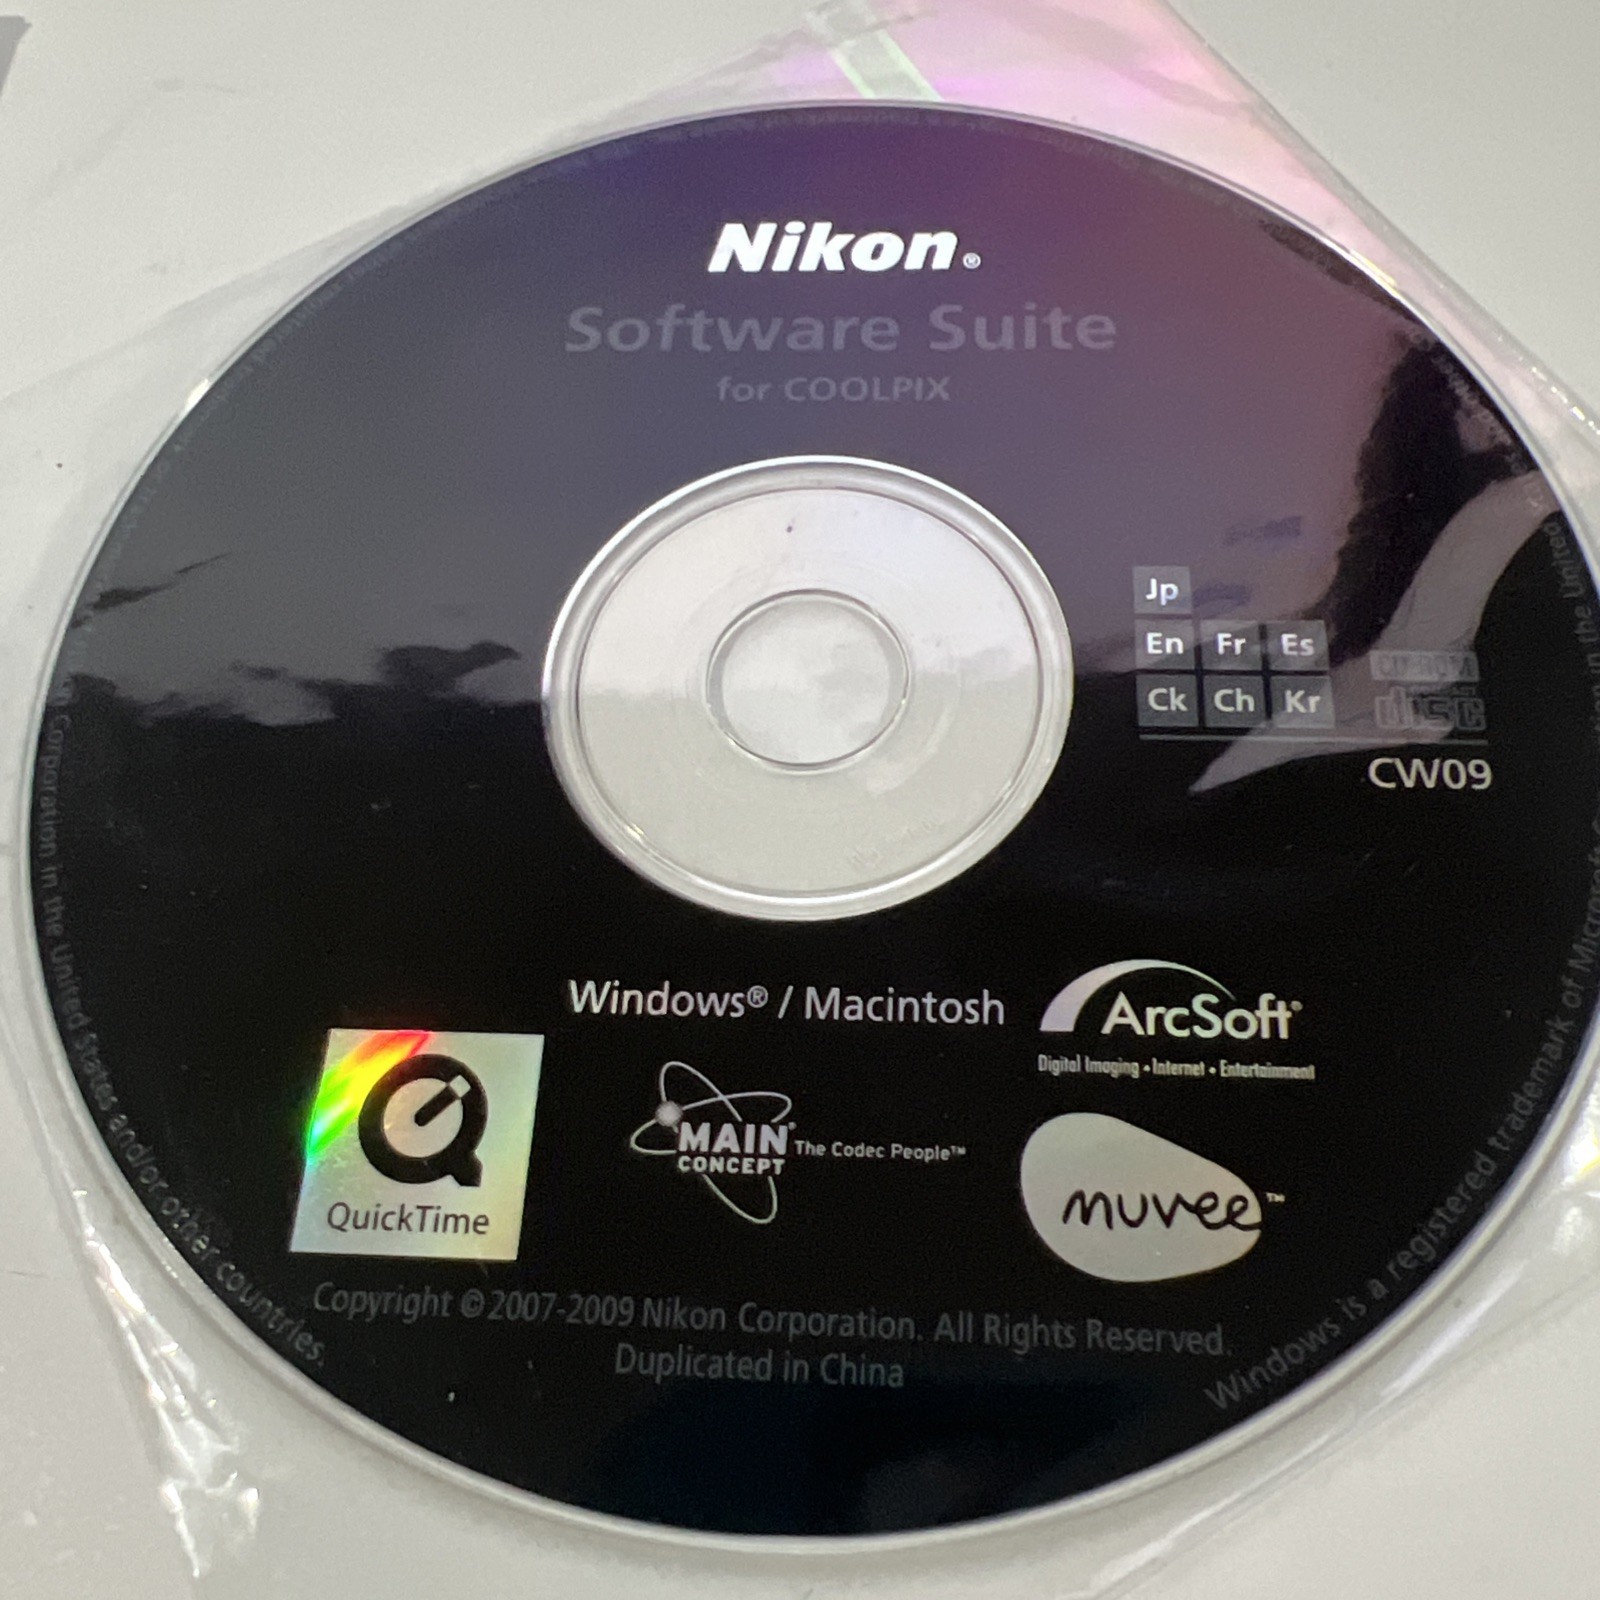 Nikon®
Software Suite
for COOLPIX
Jp
En Fr Es
Ck Ch Kr
disc
CW09
Windows® / Macintosh
ArcSoft®
Digital Imaging • Internet • Entertainment
MAIN® The Codec People™
CONCEPT
QuickTime
muvee™
Copyright © 2007-2009 Nikon Corporation. All Rights Reserved.
Duplicated in China
Windows is a registered trademark of Microsoft Corporation in the United States and/or other countries.